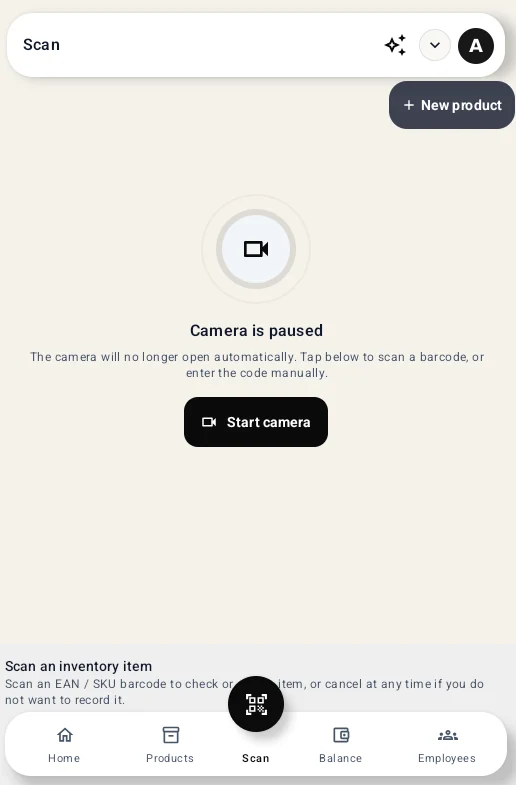 Scan
A
+ New product
Camera is paused
The camera will no longer open automatically. Tap below to scan a barcode, or
enter the code manually.
Start camera
Scan an inventory item
Scan an EAN / SKU barcode to check or item, or cancel at any time if you do
not want to record it.
Home
Products
Scan
Balance
Employees